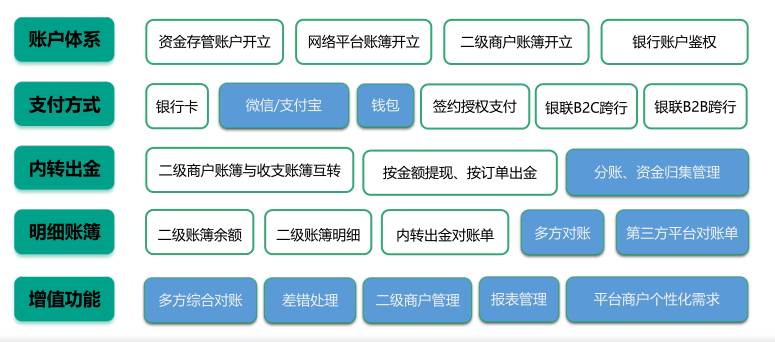 账户体系 资金存管账户开立 网络平台账簿开立 二级商户账簿开立 银行账户鉴权
支付方式 银行卡 微信/支付宝 钱包 签约授权支付 银联B2C跨行 银联B2B跨行
内转出金 二级商户账簿与收支账簿互转 按金额提现、按订单出金 分账、资金归集管理
明细账簿 二级账簿余额 二级账簿明细 内转出金对账单 多方对账 第三方平台对账单
增值功能 多方综合对账 差错处理 二级商户管理 报表管理 平台商户个性化需求